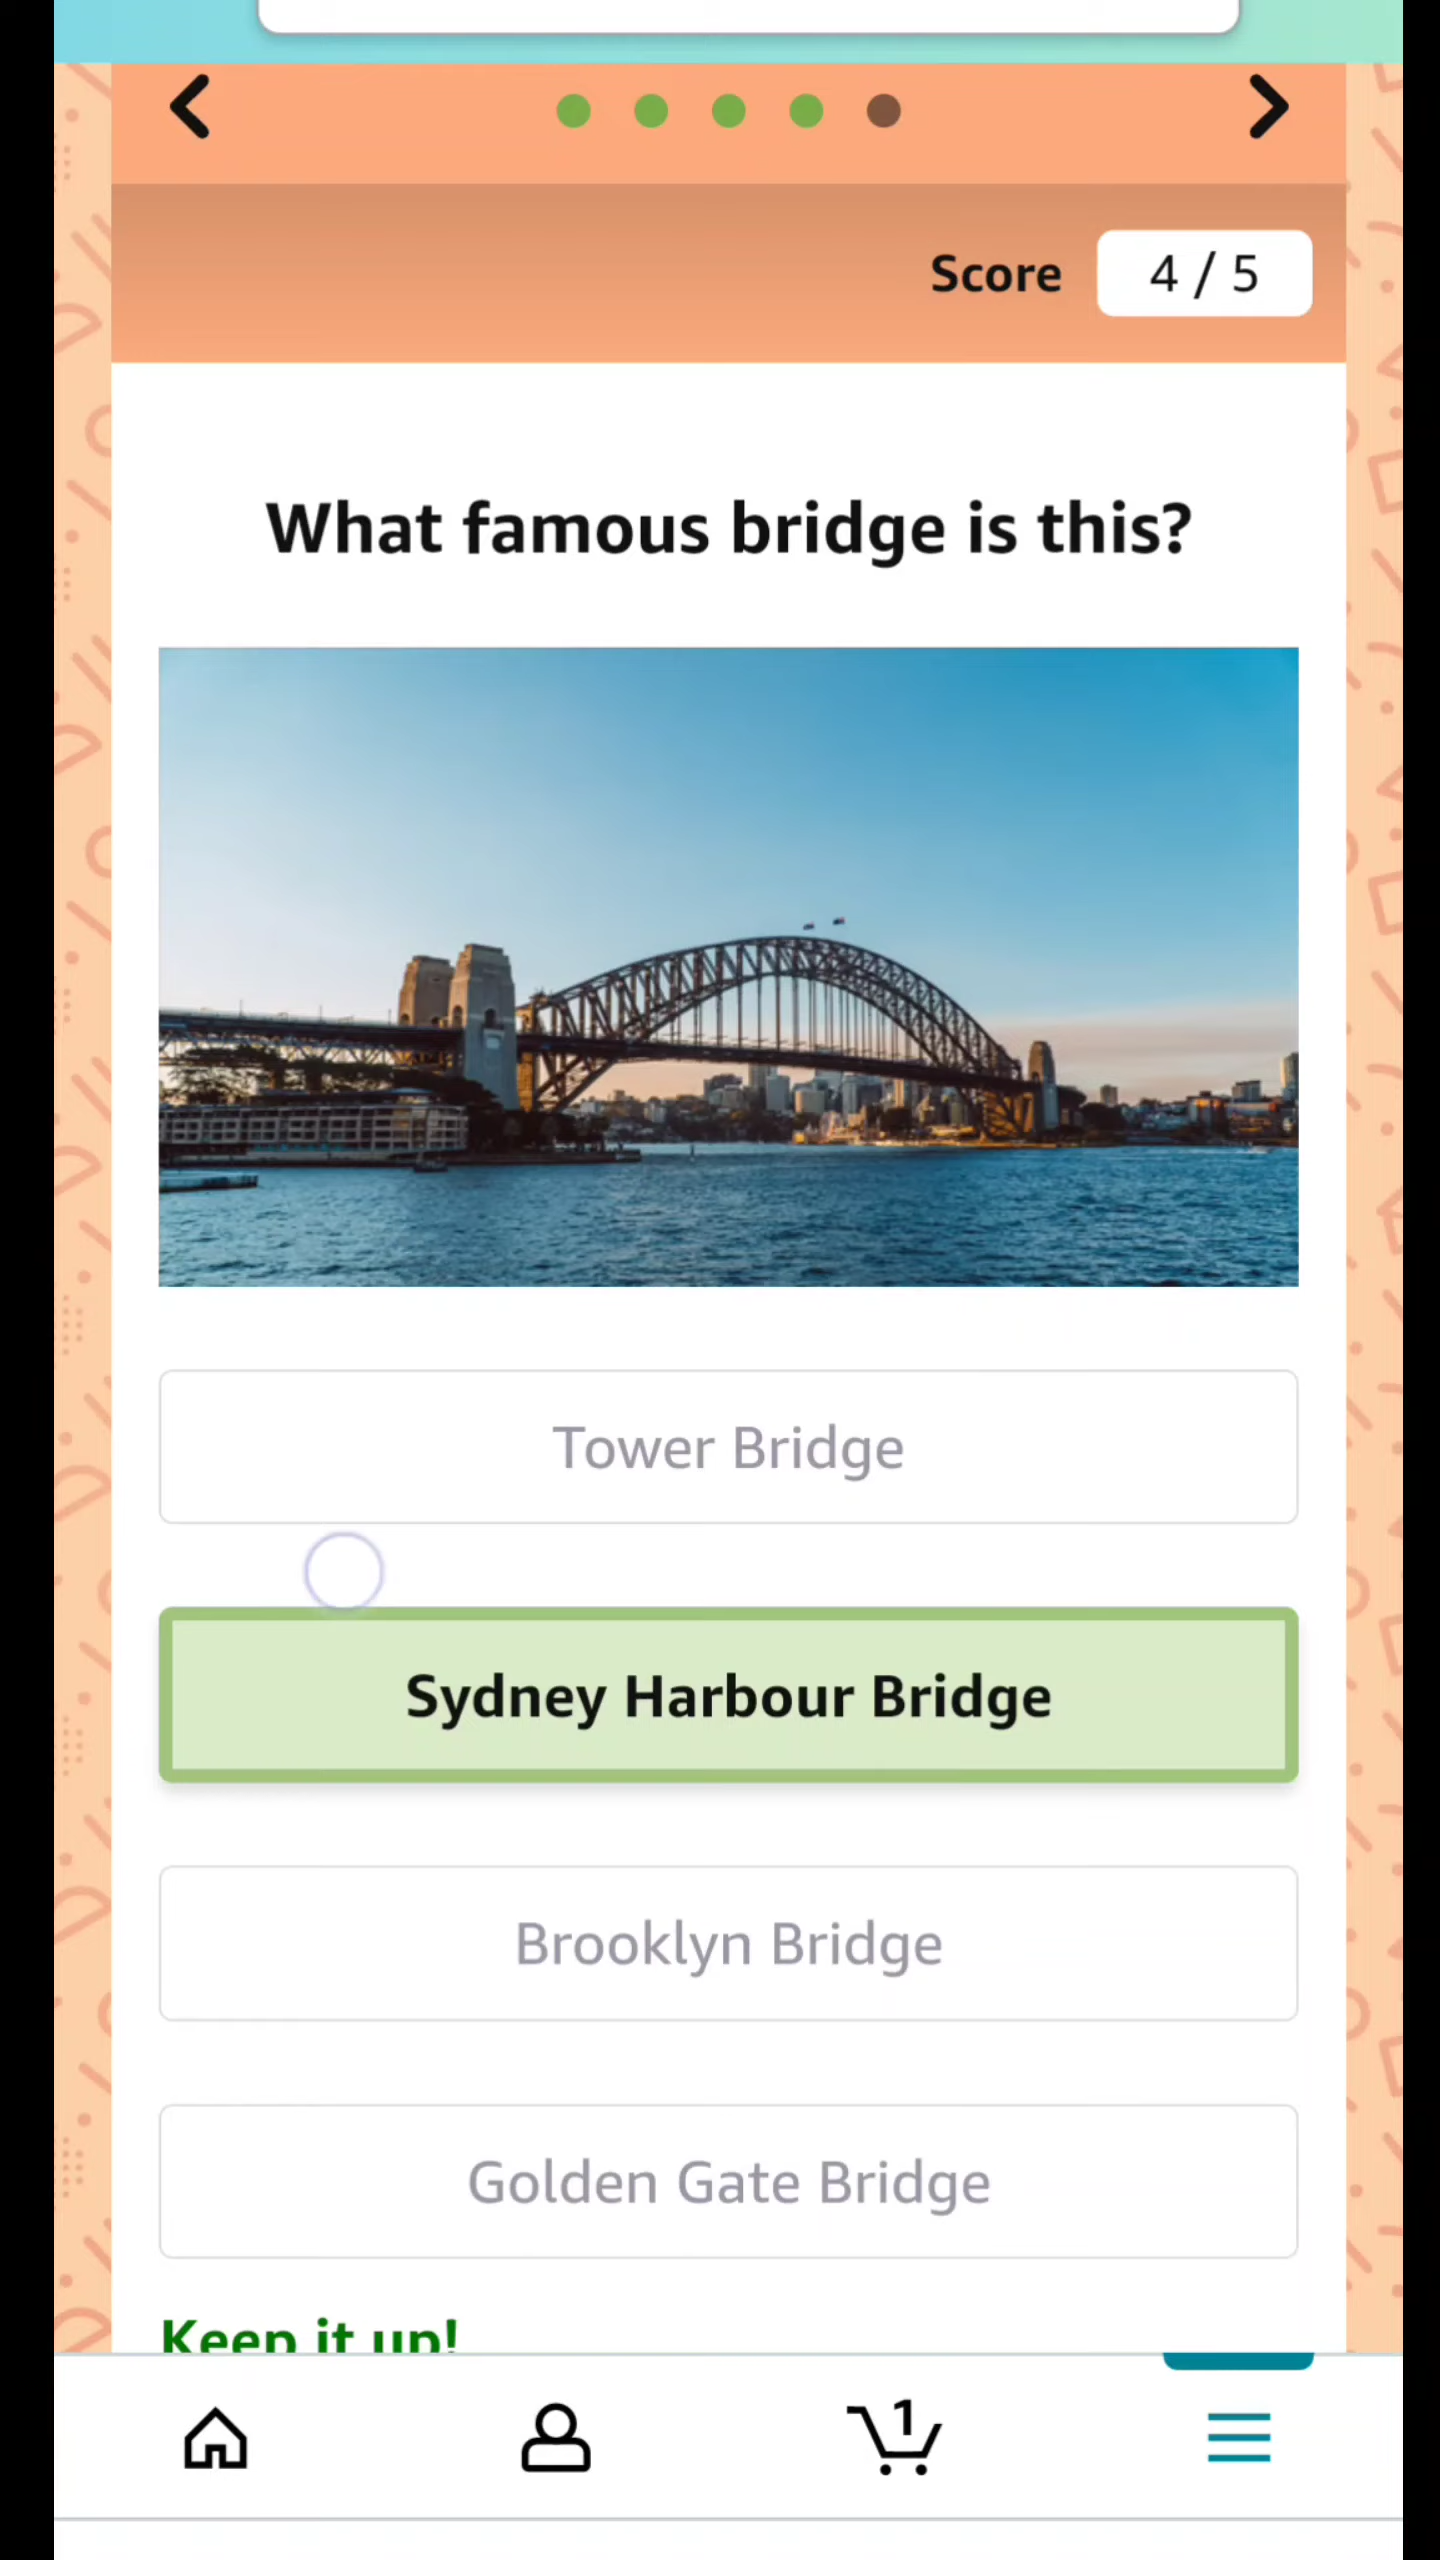 Score 4 / 5
What famous bridge is this?
Tower Bridge
Sydney Harbour Bridge
Brooklyn Bridge
Golden Gate Bridge
Keep it up!
1